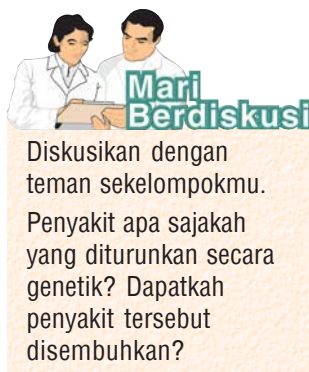 Mari
Berdiskusi
Diskusikan dengan
teman sekelompokmu.
Penyakit apa sajakah
yang diturunkan secara
genetik? Dapatkah
penyakit tersebut
disembuhkan?